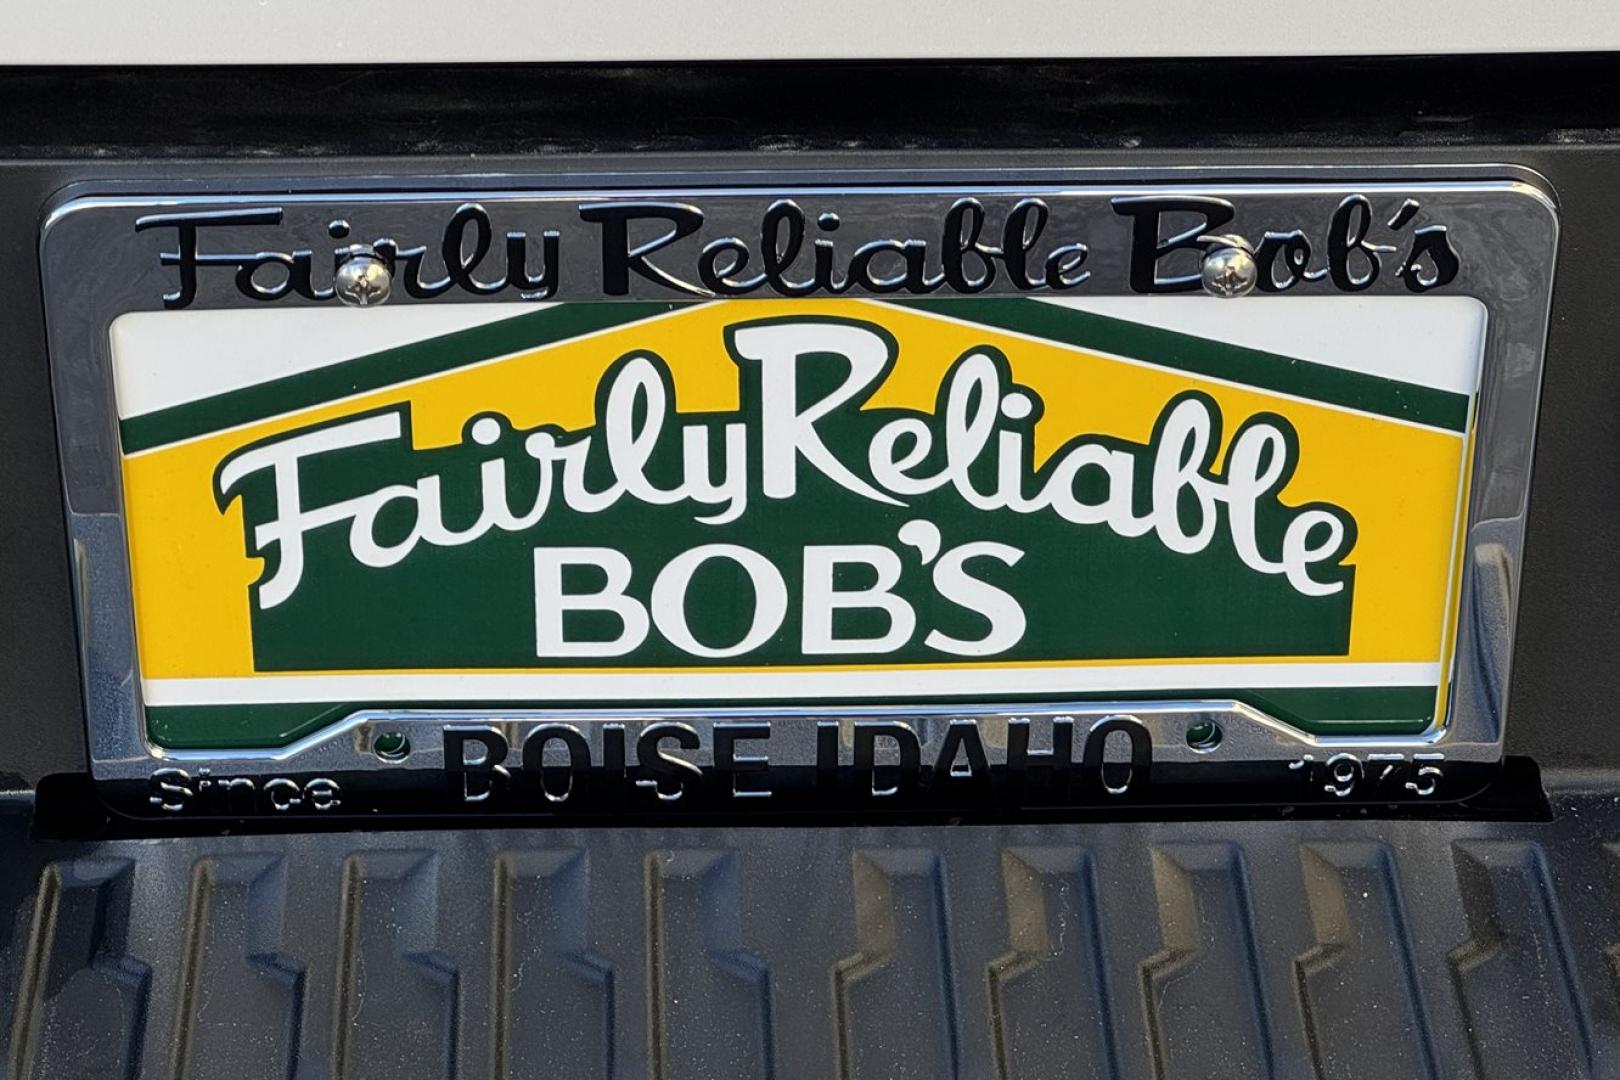 Fairly Reliable Bob's
Fairly Reliable
BOB'S
BOISE IDAHO
Since 1975